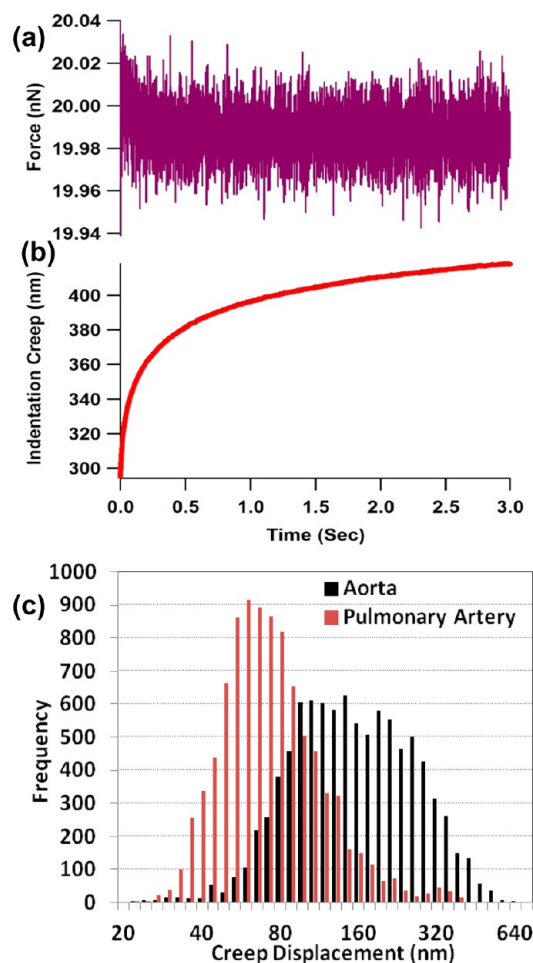 (a)
20.04
20.02
20.00
19.98
19.96
19.94
Force (nN)
(b)
400
380
360
340
320
300
Indentation Creep (nm)
0.0 0.5 1.0 1.5 2.0 2.5 3.0
Time (Sec)
(c)
1000
900
800
700
600
500
400
300
200
100
0
Frequency
Aorta
Pulmonary Artery
20 40 80 160 320 640
Creep Displacement (nm)